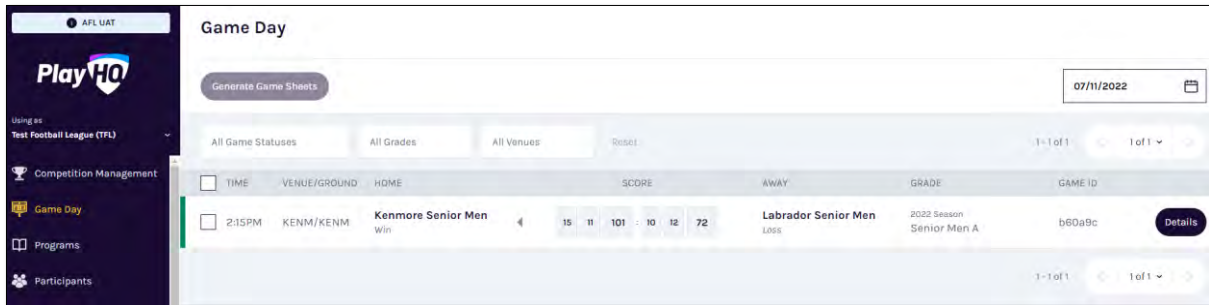 AFL UAT
PlayHQ
Using as
Test Football League (TFL)
Competition Management
Game Day
Programs
Participants
Game Day
Generate Game Sheets
07/11/2022
All Game Statuses All Grades All Venues Reset 1-1 of 1 1 of 1
TIME VENUE/GROUND HOME SCORE AWAY GRADE GAME ID
2:15PM KENM/KENM Kenmore Senior Men 15 11 101 : 10 12 72 Labrador Senior Men 2022 Season b60a9c Details
Win Loss Senior Men A
1-1 of 1 1 of 1